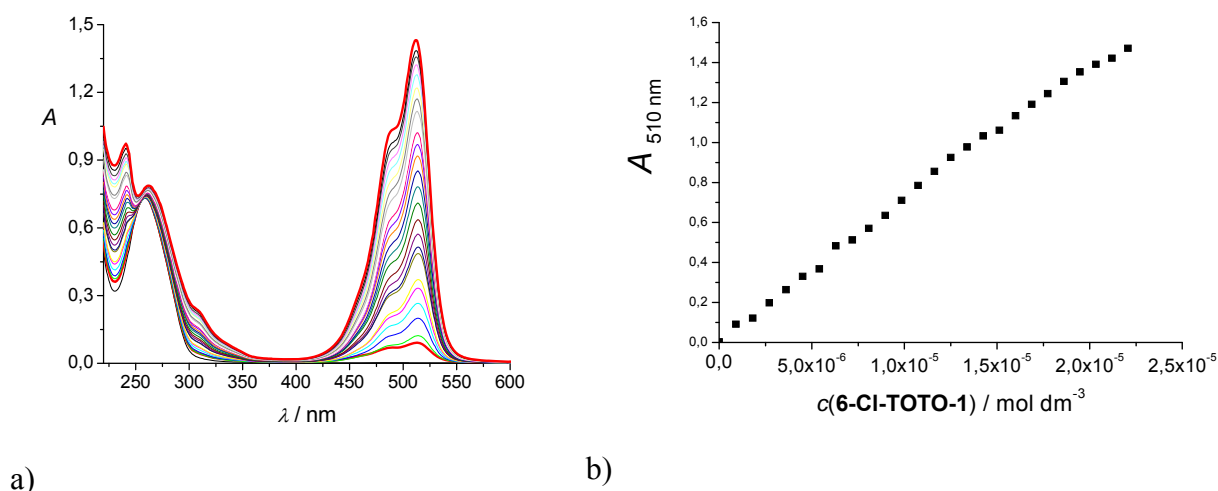 1,5
1,2
A
0,9
0,6
0,3
0,0
250 300 350 400 450 500 550 600
λ / nm
a)
1,6
1,4
1,2
1,0
0,8
0,6
0,4
0,2
0,0
A 510 nm
0,0 5,0x10⁻⁶ 1,0x10⁻⁵ 1,5x10⁻⁵ 2,0x10⁻⁵ 2,5x10⁻⁵
c(6-Cl-TOTO-1) / mol dm⁻³
b)